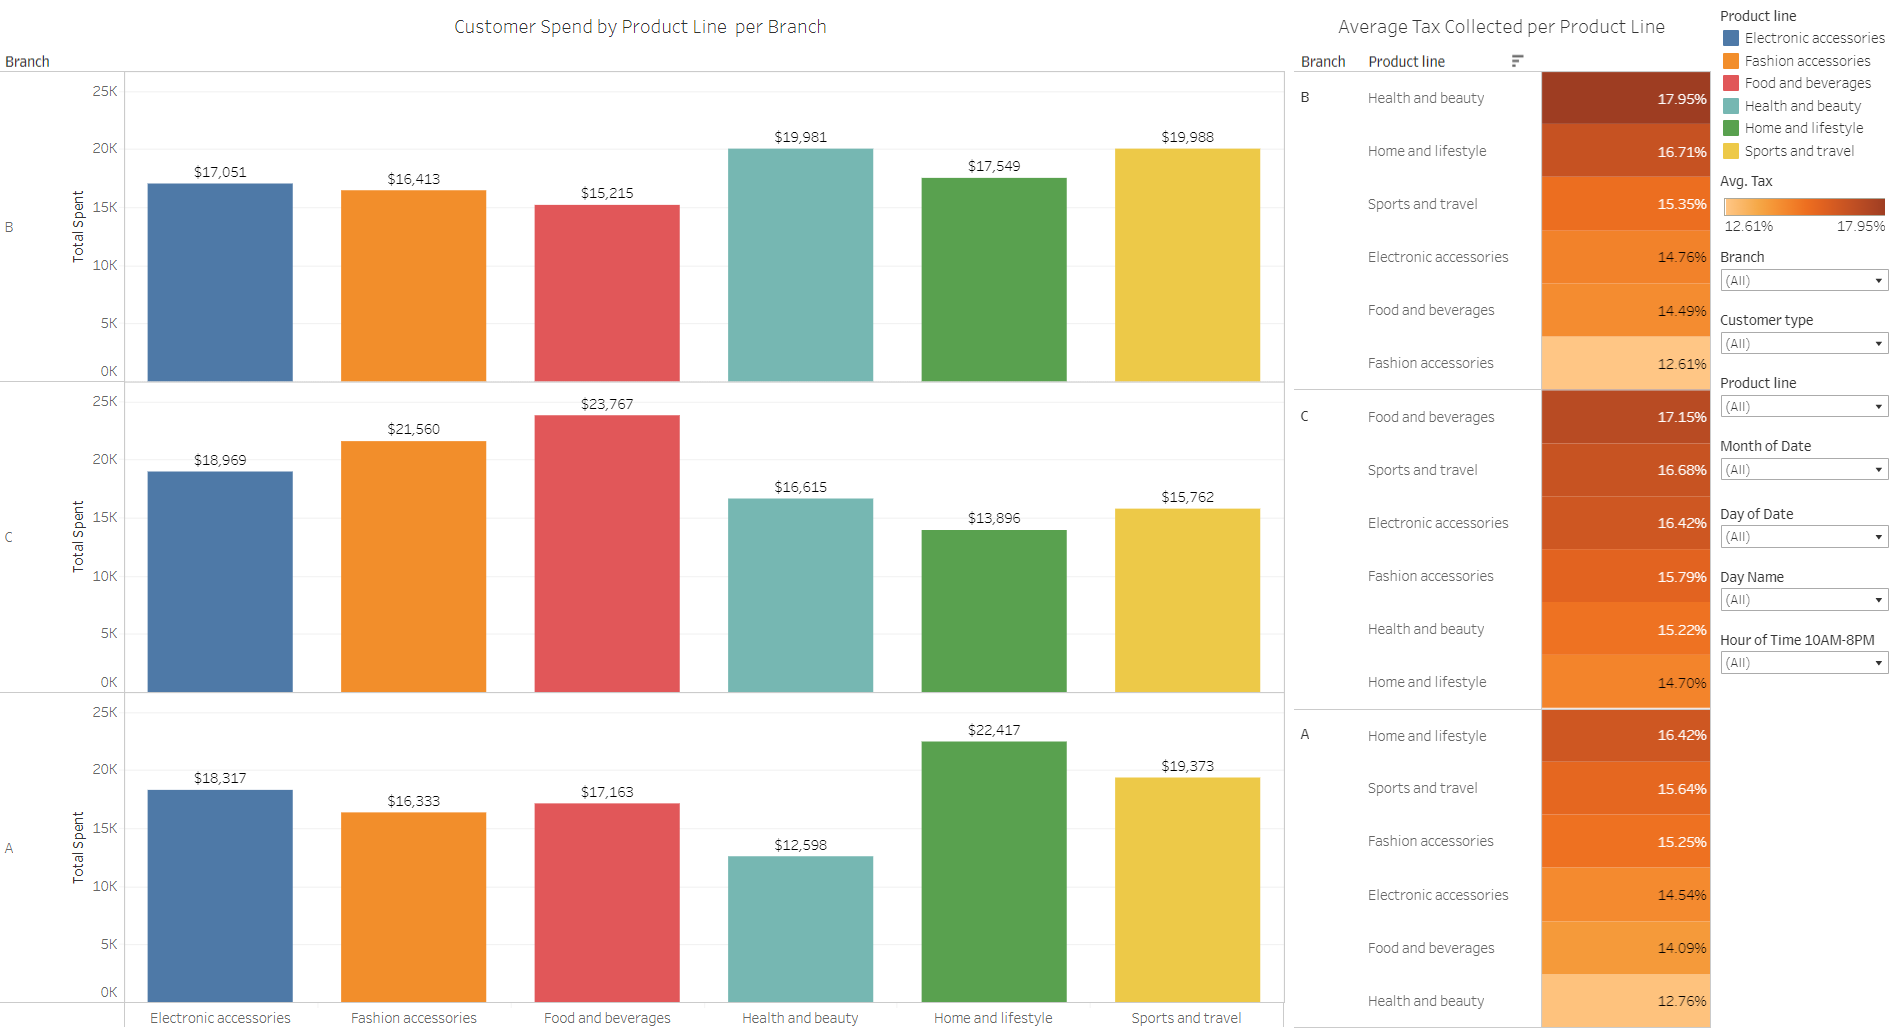 Customer Spend by Product Line per Branch
Branch
B
Total Spent
25K
20K
15K
10K
5K
0K
$17,051
$16,413
$15,215
$19,981
$17,549
$19,988
C
Total Spent
25K
20K
15K
10K
5K
0K
$18,969
$21,560
$23,767
$16,615
$13,896
$15,762
A
Total Spent
25K
20K
15K
10K
5K
0K
$18,317
$16,333
$17,163
$12,598
$22,417
$19,373
Electronic accessories
Fashion accessories
Food and beverages
Health and beauty
Home and lifestyle
Sports and travel
Average Tax Collected per Product Line
Branch Product line
B Health and beauty 17.95%
Home and lifestyle 16.71%
Sports and travel 15.35%
Electronic accessories 14.76%
Food and beverages 14.49%
Fashion accessories 12.61%
C Food and beverages 17.15%
Sports and travel 16.68%
Electronic accessories 16.42%
Fashion accessories 15.79%
Health and beauty 15.22%
Home and lifestyle 14.70%
A Home and lifestyle 16.42%
Sports and travel 15.64%
Fashion accessories 15.25%
Electronic accessories 14.54%
Food and beverages 14.09%
Health and beauty 12.76%
Product line
Electronic accessories
Fashion accessories
Food and beverages
Health and beauty
Home and lifestyle
Sports and travel
Avg. Tax
12.61% 17.95%
Branch
(All)
Customer type
(All)
Product line
(All)
Month of Date
(All)
Day of Date
(All)
Day Name
(All)
Hour of Time 10AM-8PM
(All)